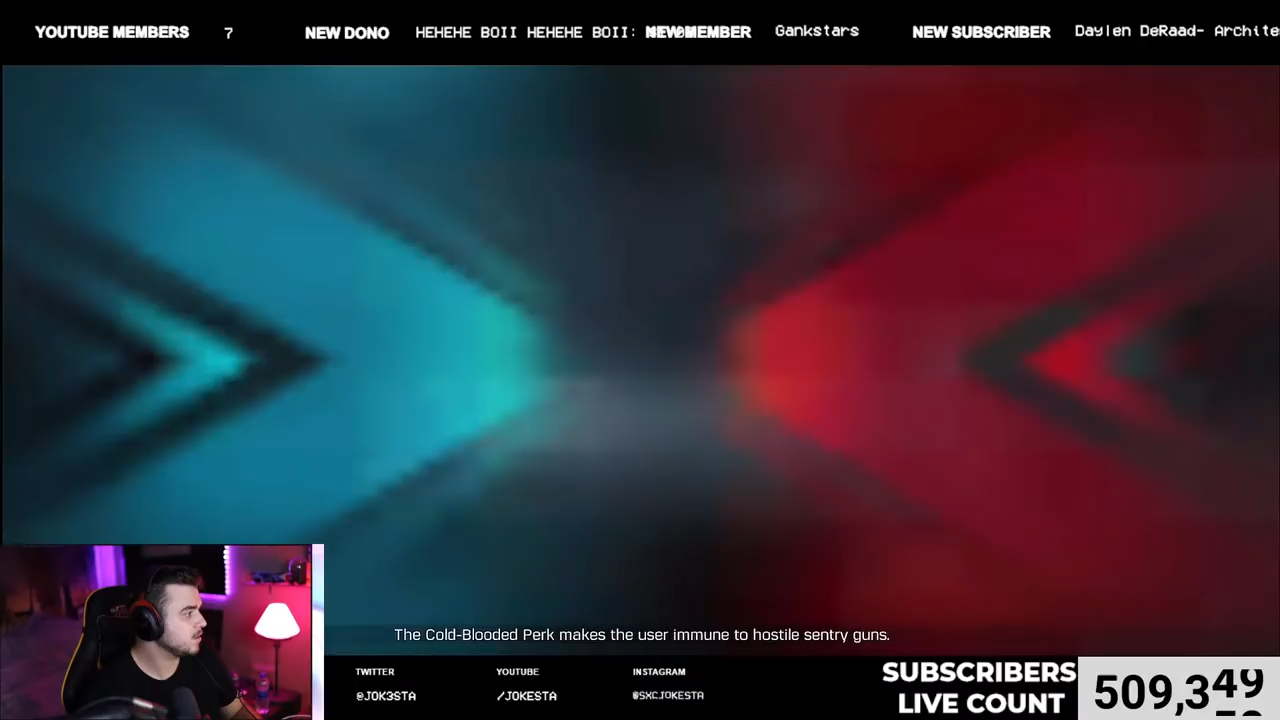 YOUTUBE MEMBERS 7 NEW DONO HEHEHE BOII HEHEHE BOII: NEW MEMBER Gankstars NEW SUBSCRIBER Daylen DeRaad- Archite
The Cold-Blooded Perk makes the user immune to hostile sentry guns.
TWITTER YOUTUBE INSTAGRAM
@JOK3STA /JOKESTA @SXCJOKESTA
SUBSCRIBERS
LIVE COUNT
509,349